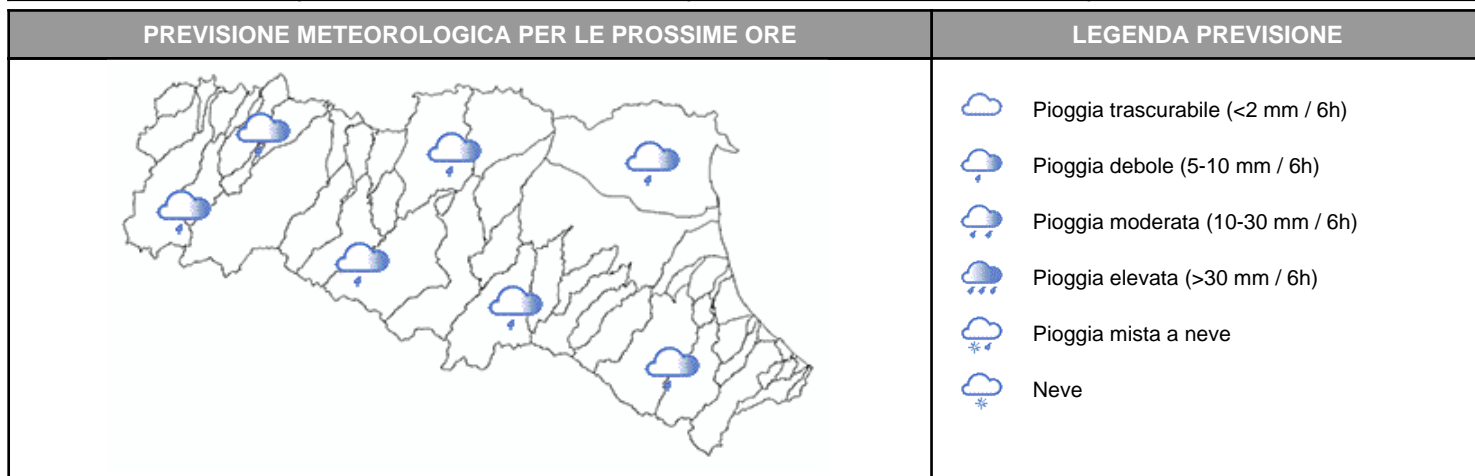 PREVISIONE METEOROLOGICA PER LE PROSSIME ORE
LEGENDA PREVISIONE
Pioggia trascurabile (<2 mm / 6h)
Pioggia debole (5-10 mm / 6h)
Pioggia moderata (10-30 mm / 6h)
Pioggia elevata (>30 mm / 6h)
Pioggia mista a neve
Neve